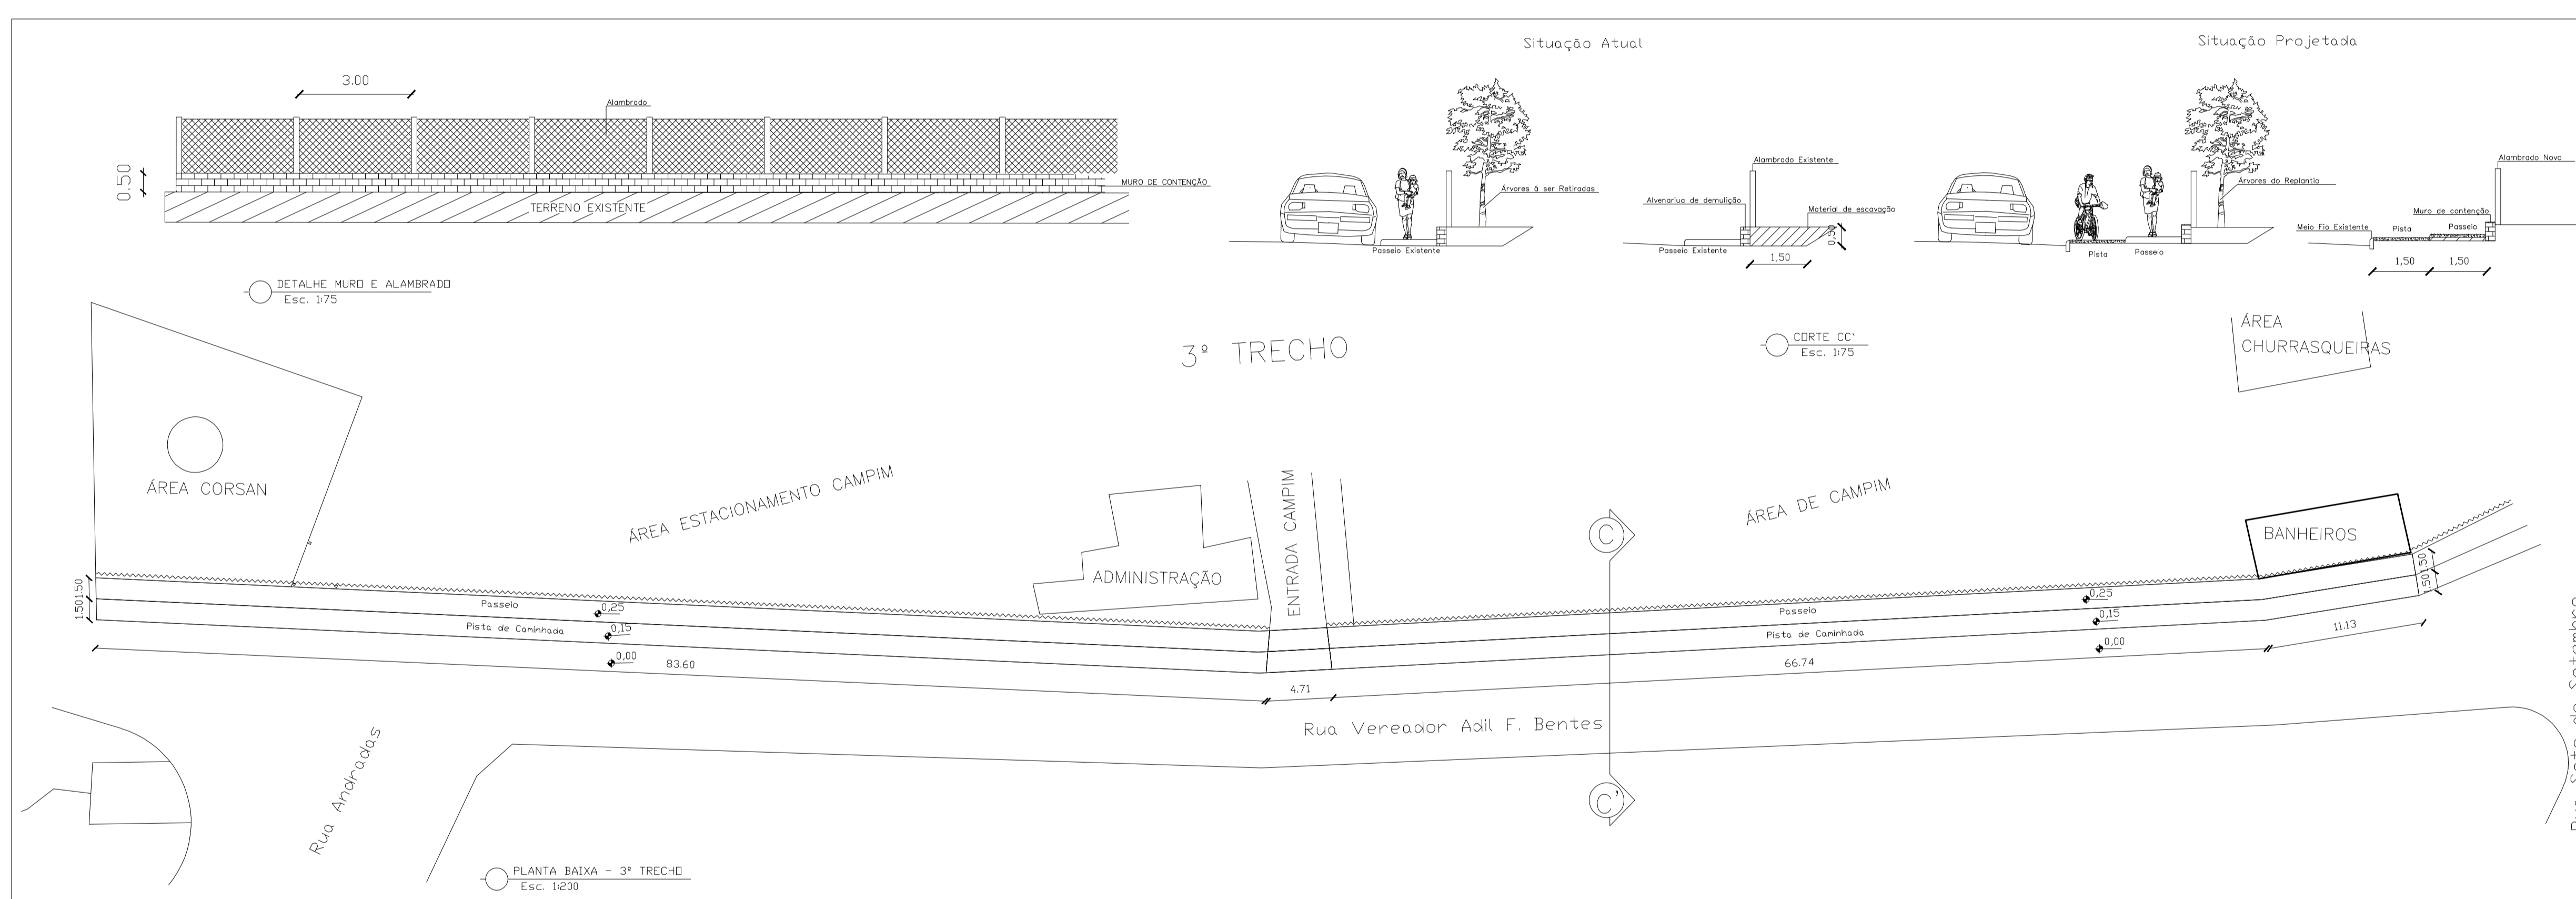 Situação Atual
Situação Projetada
3.00
Alambrado
0.50
MURO DE CONTENÇÃO
TERRENO EXISTENTE
DETALHE MURO E ALAMBRADO
Esc. 1:75
Árvores à ser Retiradas
Passeio Existente
Alambrado Existente
Alvenariua de demulição
Material de escavação
0,50
Passeio Existente
1,50
Árvores do Replantio
Pista
Passeio
Alambrado Novo
Muro de contenção
Meio Fio Existente
Pista
Passeio
1,50
1,50
3º TRECHO
CORTE CC'
Esc. 1:75
ÁREA
CHURRASQUEIRAS
ÁREA CORSAN
ÁREA ESTACIONAMENTO CAMPIM
ADMINISTRAÇÃO
ENTRADA CAMPIM
C
ÁREA DE CAMPIM
BANHEIROS
1.50
1.50
Passeio
0,25
Pista de Caminhada
0,15
0,00
83.60
4.71
Passeio
0,25
Pista de Caminhada
0,15
0,00
66.74
11.13
1.50
1.50
Rua Vereador Adil F. Bentes
Rua Andradas
C'
PLANTA BAIXA - 3º TRECHO
Esc. 1:200